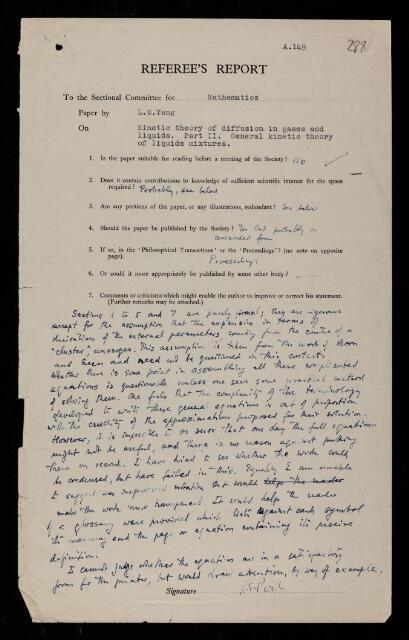 A.149 288
REFEREE'S REPORT
To the Sectional Committee for Mathematics
Paper by L.M.Yang
On Kinetic theory of diffusion in gases and
liquids. Part II. General kinetic theory
of liquids mixtures.
1. Is the paper suitable for reading before a meeting of the Society? No
2. Does it contain contributions to knowledge of sufficient scientific interest for the space
required? Probably, see below
3. Are any portions of the paper, or any illustrations, redundant? See below
4. Should the paper be published by the Society? Yes but probably in
amended form
5. If so, in the 'Philosophical Transactions' or the 'Proceedings'? (see note on opposite
page). Proceedings
6. Or could it more appropriately be published by some other body? —
7. Comments or criticisms which might enable the author to improve or correct his statement.
(Further remarks may be attached.)
Sections 1 to 5 and 7 are purely formal; they are rigorous
except for the assumption that the expansion in terms of
derivatives of the external parameters counting from the centre of a
"cluster", converges. This assumption is taken from the work of Born
and Green and need not be questioned in this context.
Whether there is some point in assembling all these complicated
equations is questionable unless one sees some practical method
of solving them. One feels that the complexity of the terminology
developed to write these general equations is out of proportion
with the crudity of the approximations proposed for their solution.
However, it is impossible to be sure that one day the full equations
might not be useful, and there is no reason against putting
them on record. I have tried to see whether the work could
be condensed, but have failed in this. Equally I am unable
to suggest an improved notation that would help the reader
make the work more transparent. It would help the reader
if a glossary were provided which lists against each symbol
its meaning and the page or equation containing its precise
definition.
I cannot judge whether the equations are in a satisfactory
form for the printer, but would draw attention, by way of example,
Signature